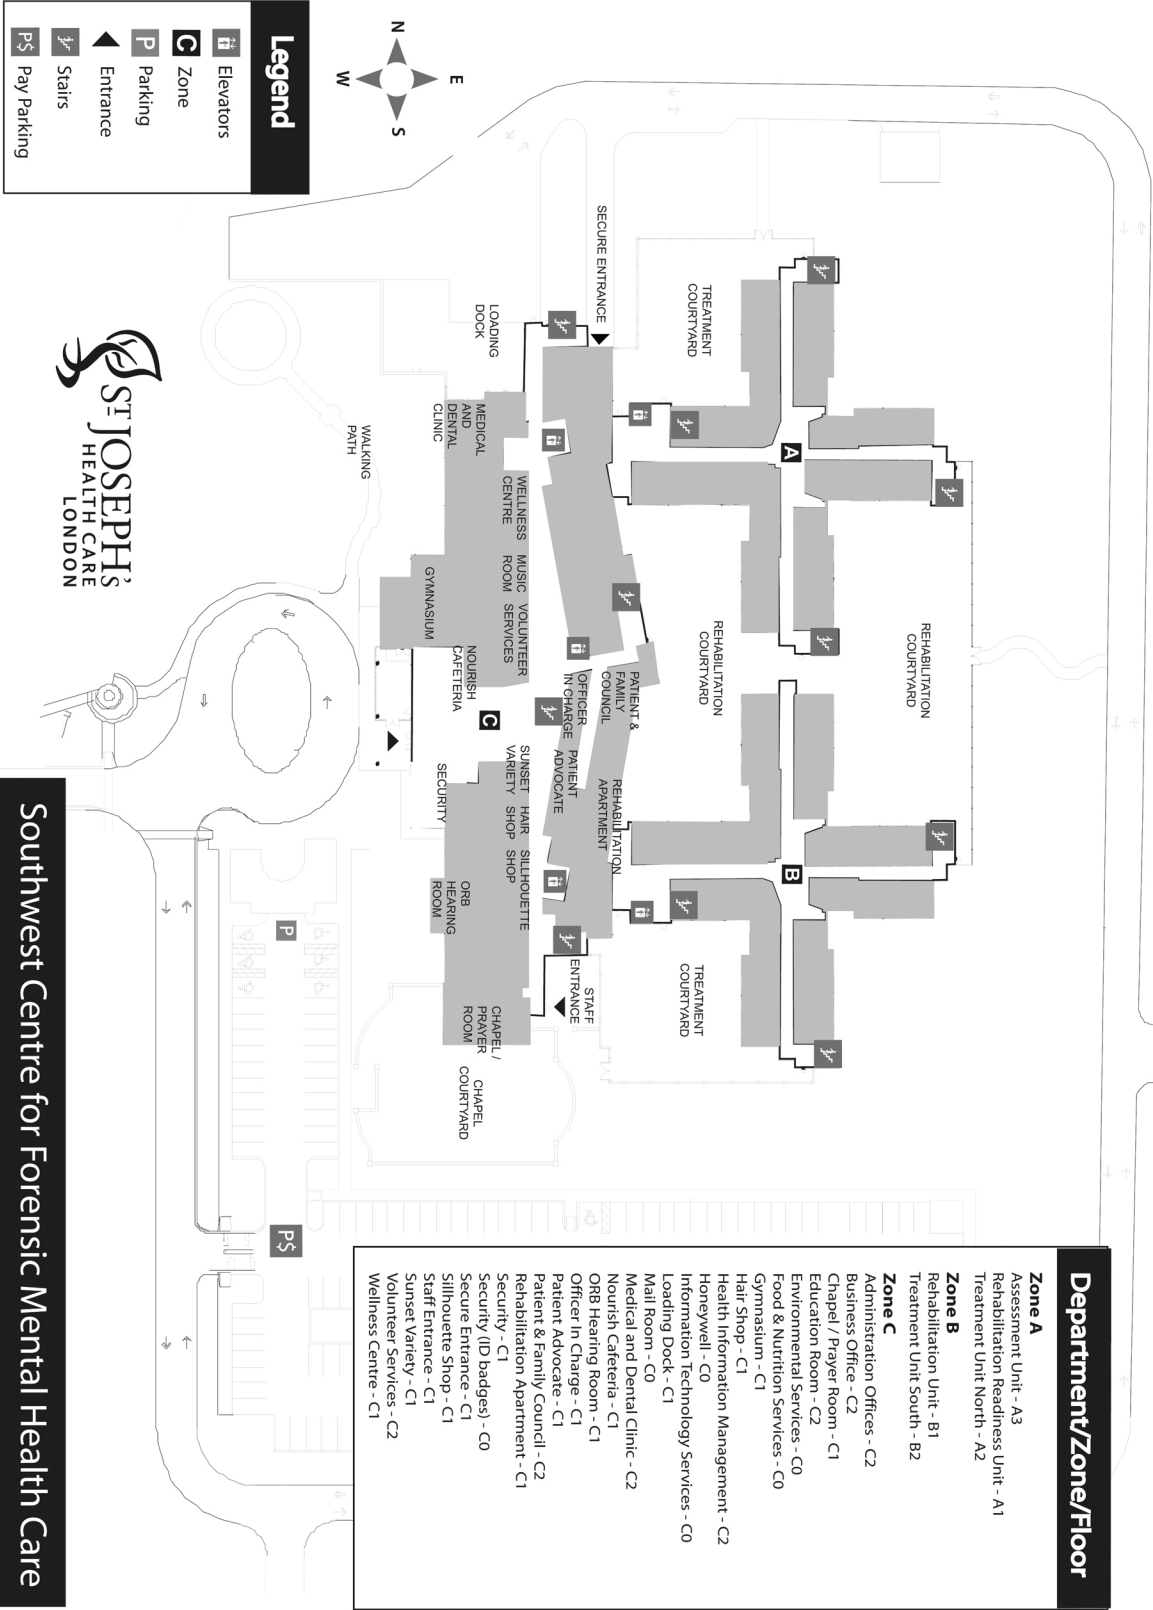 Department/Zone/Floor
Zone A
Assessment Unit - A3
Rehabilitation Readiness Unit - A1
Treatment Unit North - A2
Zone B
Rehabilitation Unit - B1
Treatment Unit South - B2
Zone C
Administration Offices - C2
Business Office - C2
Chapel / Prayer Room - C1
Education Room - C2
Environmental Services - C0
Food & Nutrition Services - C0
Gymnasium - C1
Hair Shop - C1
Health Information Management - C2
Honeywell - C0
Information Technology Services - C0
Loading Dock - C1
Mail Room - C0
Medical and Dental Clinic - C2
Nourish Cafeteria - C1
ORB Hearing Room - C1
Officer In Charge - C1
Patient Advocate - C1
Patient & Family Council - C2
Rehabilitation Apartment - C1
Security - C1
Security (ID badges) - C0
Secure Entrance - C1
Sillhouette Shop - C1
Staff Entrance - C1
Sunset Variety - C1
Volunteer Services - C2
Wellness Centre - C1
REHABILITATION
COURTYARD
TREATMENT
COURTYARD
REHABILITATION
COURTYARD
TREATMENT
COURTYARD
A
B
SECURE ENTRANCE
PATIENT &
FAMILY
COUNCIL
REHABILITATION
APARTMENT
OFFICER
IN CHARGE
PATIENT
ADVOCATE
STAFF
ENTRANCE
LOADING
DOCK
MEDICAL
AND
DENTAL
CLINIC
WELLNESS
CENTRE
MUSIC
ROOM
VOLUNTEER
SERVICES
SUNSET
VARIETY
HAIR
SHOP
SILLHOUETTE
SHOP
C
NOURISH
CAFETERIA
GYMNASIUM
SECURITY
ORB
HEARING
ROOM
CHAPEL /
PRAYER
ROOM
CHAPEL
COURTYARD
WALKING
PATH
P
P$
N
E
S
W
Legend
Elevators
C Zone
P Parking
Entrance
Stairs
P$ Pay Parking
ST. JOSEPH'S
HEALTH CARE
LONDON
Southwest Centre for Forensic Mental Health Care